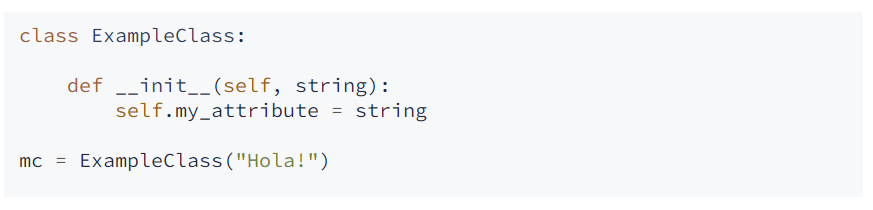 class ExampleClass:
    def __init__(self, string):
        self.my_attribute = string
mc = ExampleClass("Hola!")